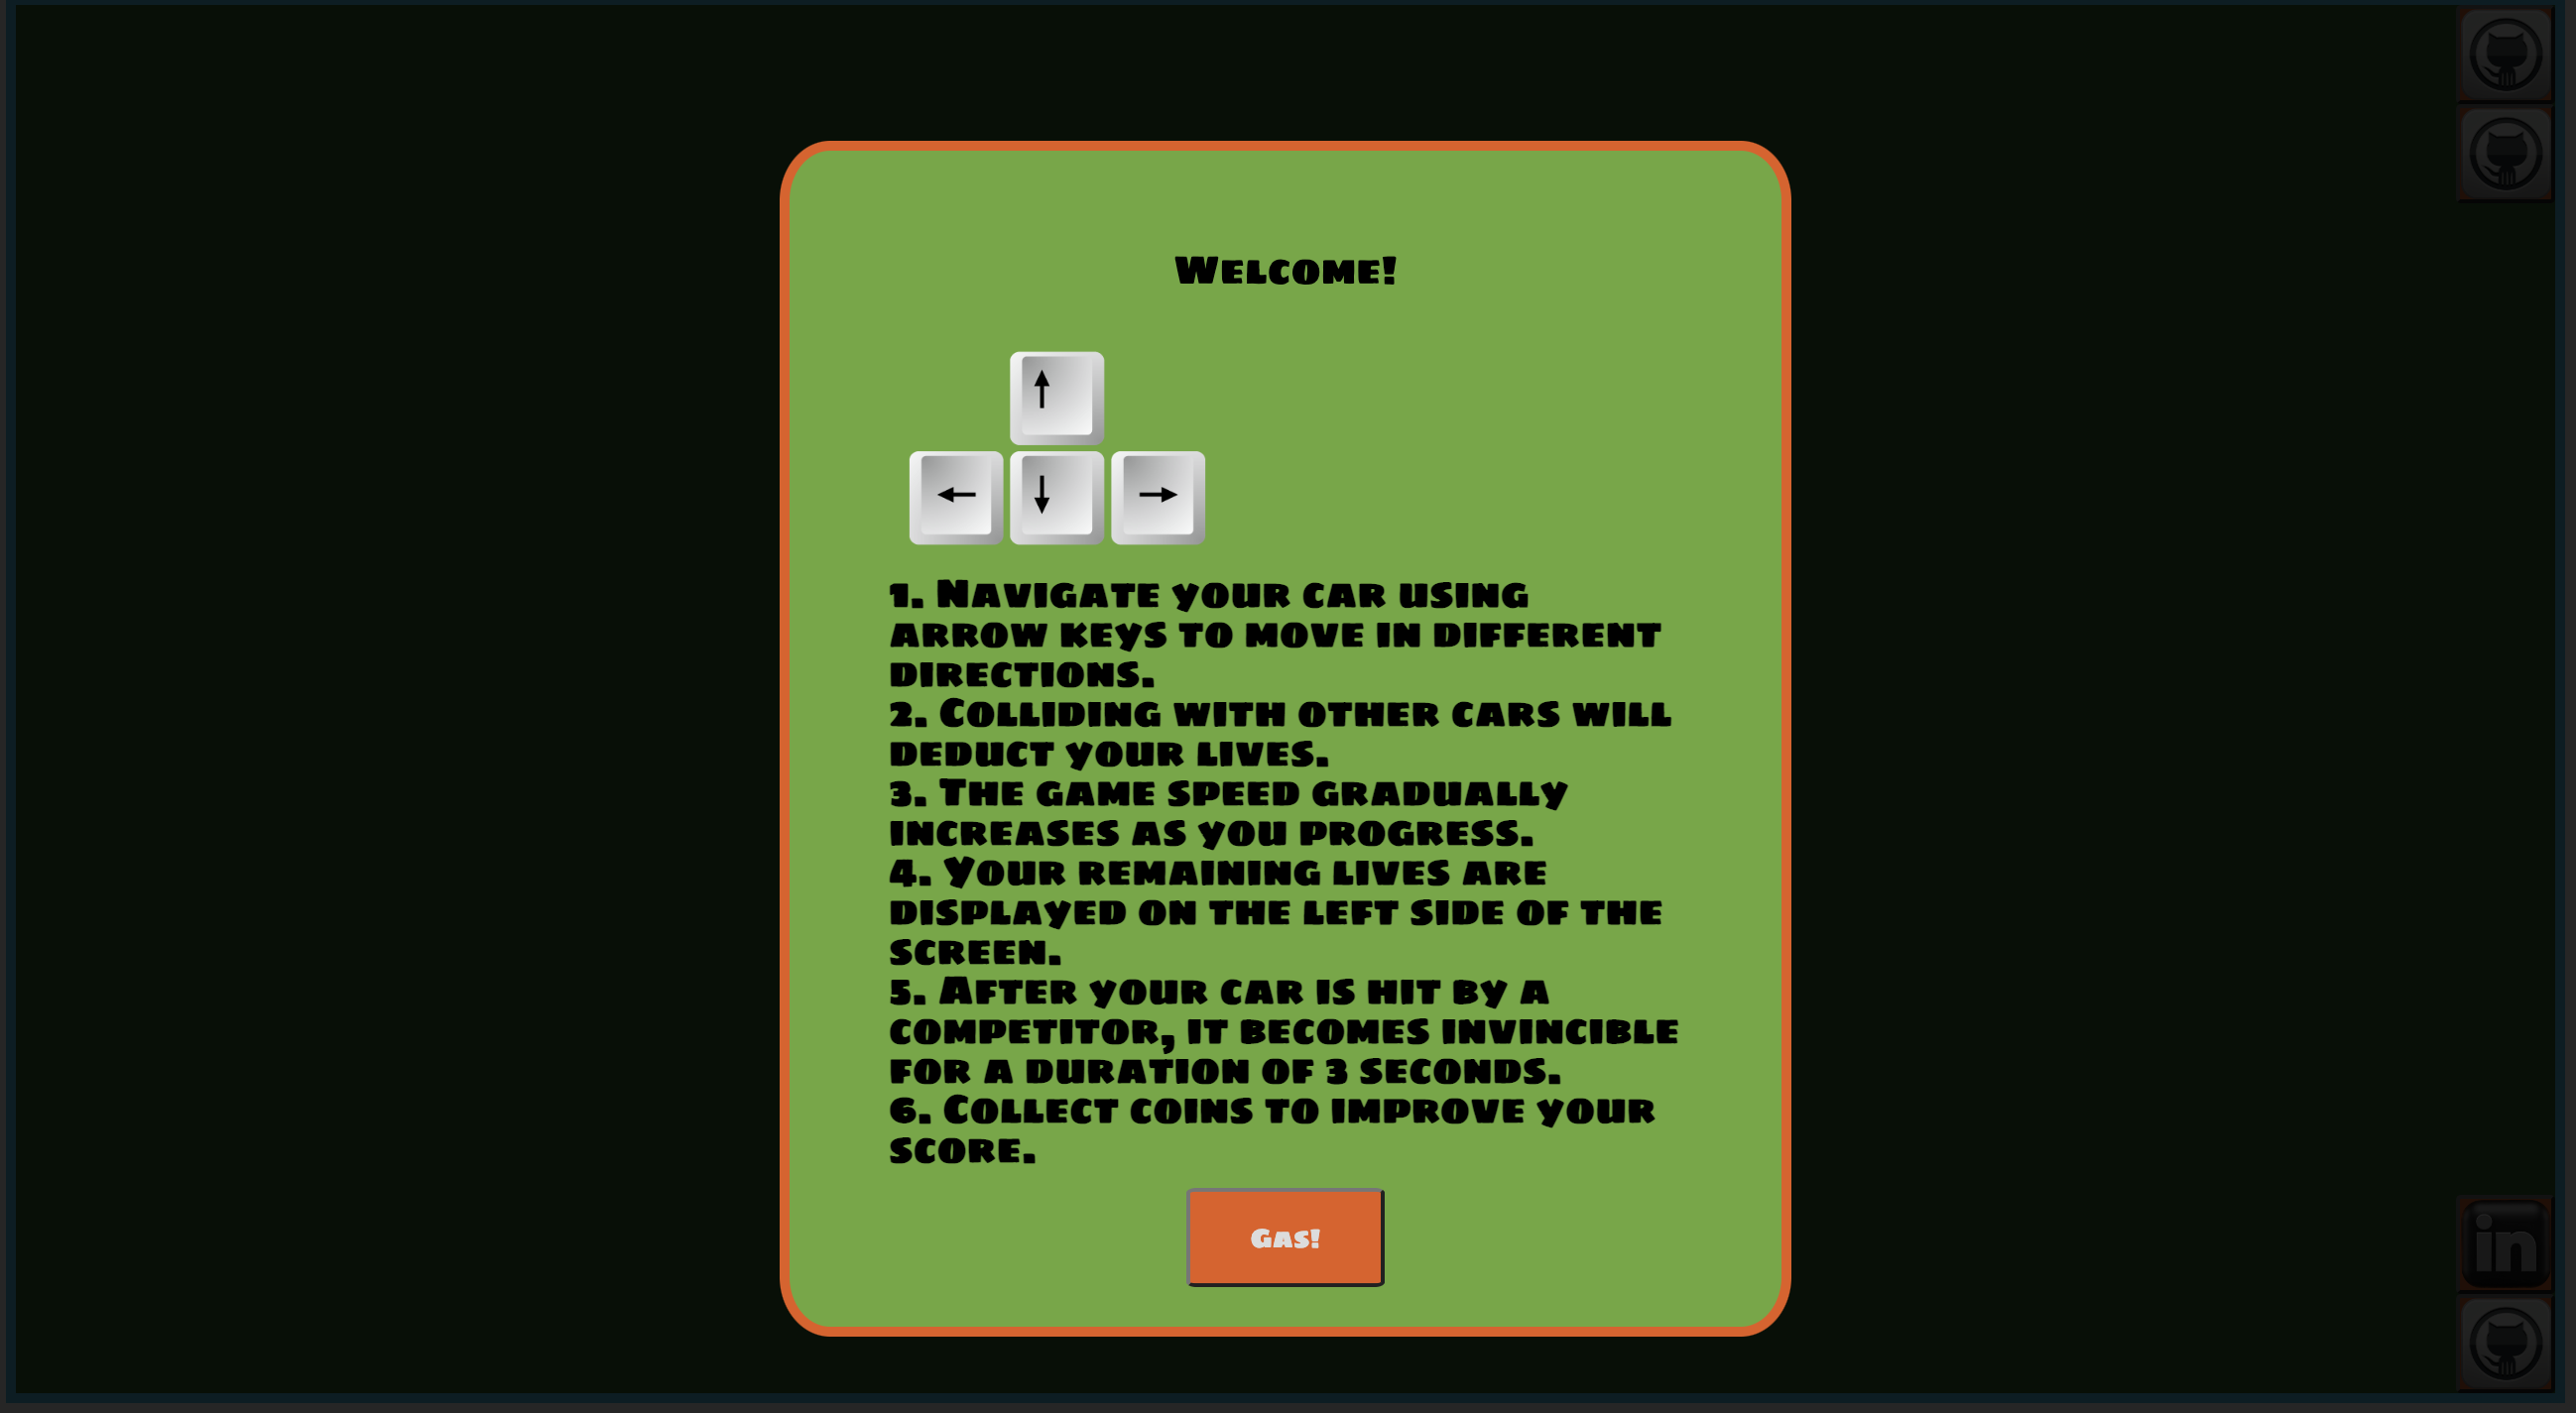 Welcome!
↑
← ↓ →
1. Navigate your car using
arrow keys to move in different
directions.
2. Colliding with other cars will
deduct your lives.
3. The game speed gradually
increases as you progress.
4. Your remaining lives are
displayed on the left side of the
screen.
5. After your car is hit by a
competitor, it becomes invincible
for a duration of 3 seconds.
6. Collect coins to improve your
score.
Gas!
in